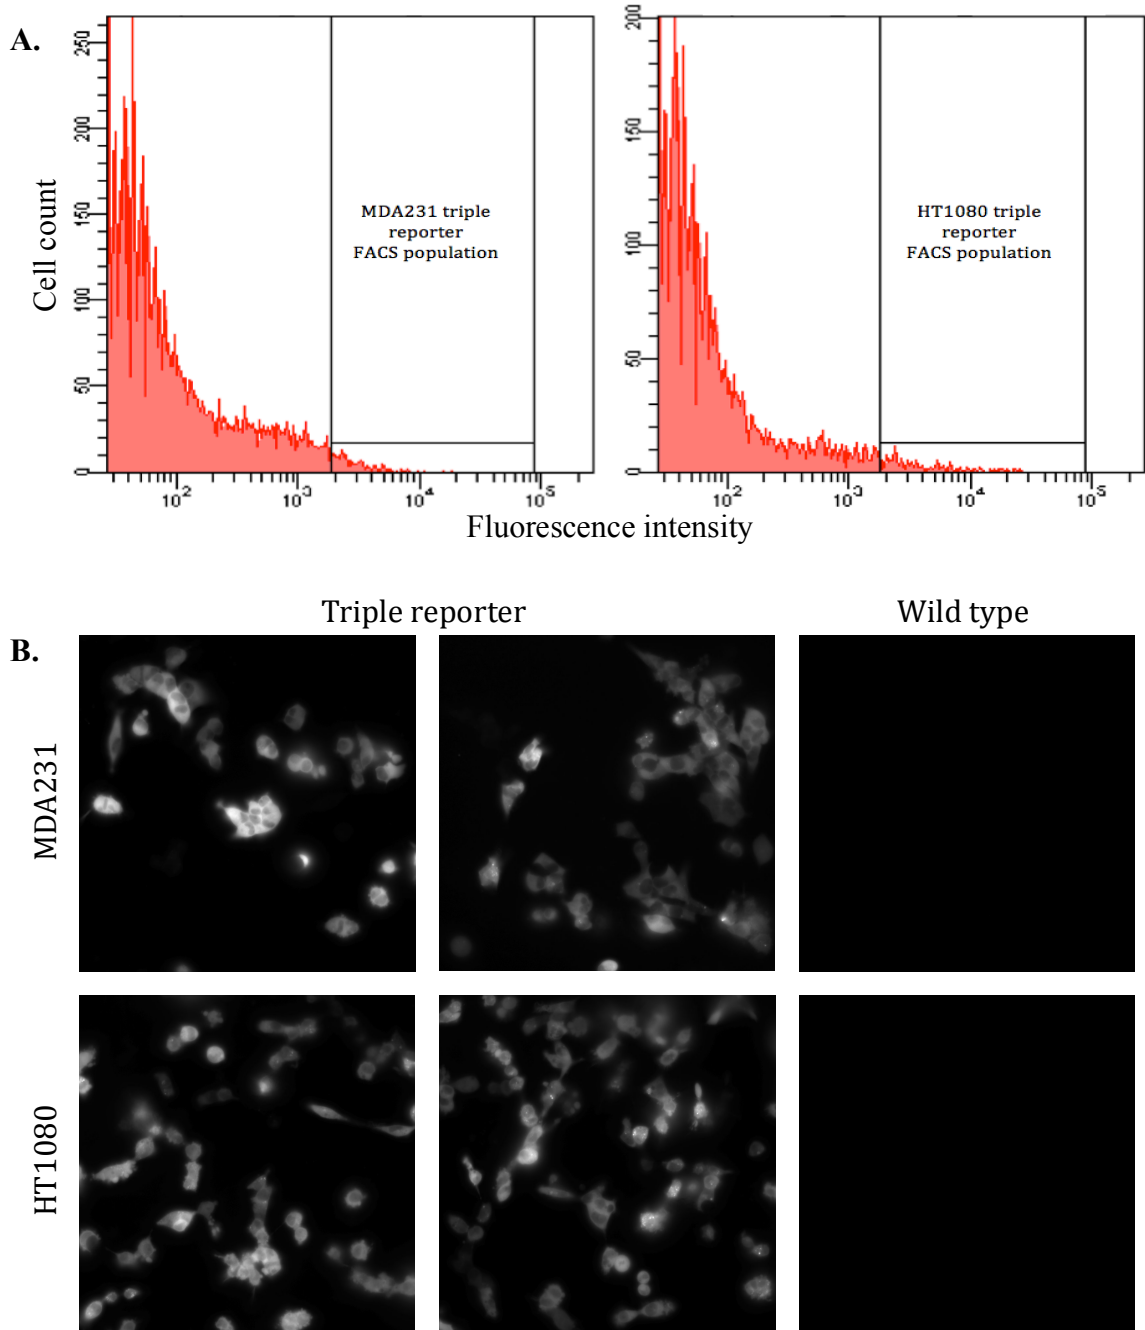 A.
250
200
150
100
50
0
Cell count
MDA231 triple
reporter
FACS population
10²
10³
10⁴
10⁵
200
150
100
50
0
HT1080 triple
reporter
FACS population
10²
10³
10⁴
10⁵
Fluorescence intensity
Triple reporter
Wild type
B.
MDA231
HT1080